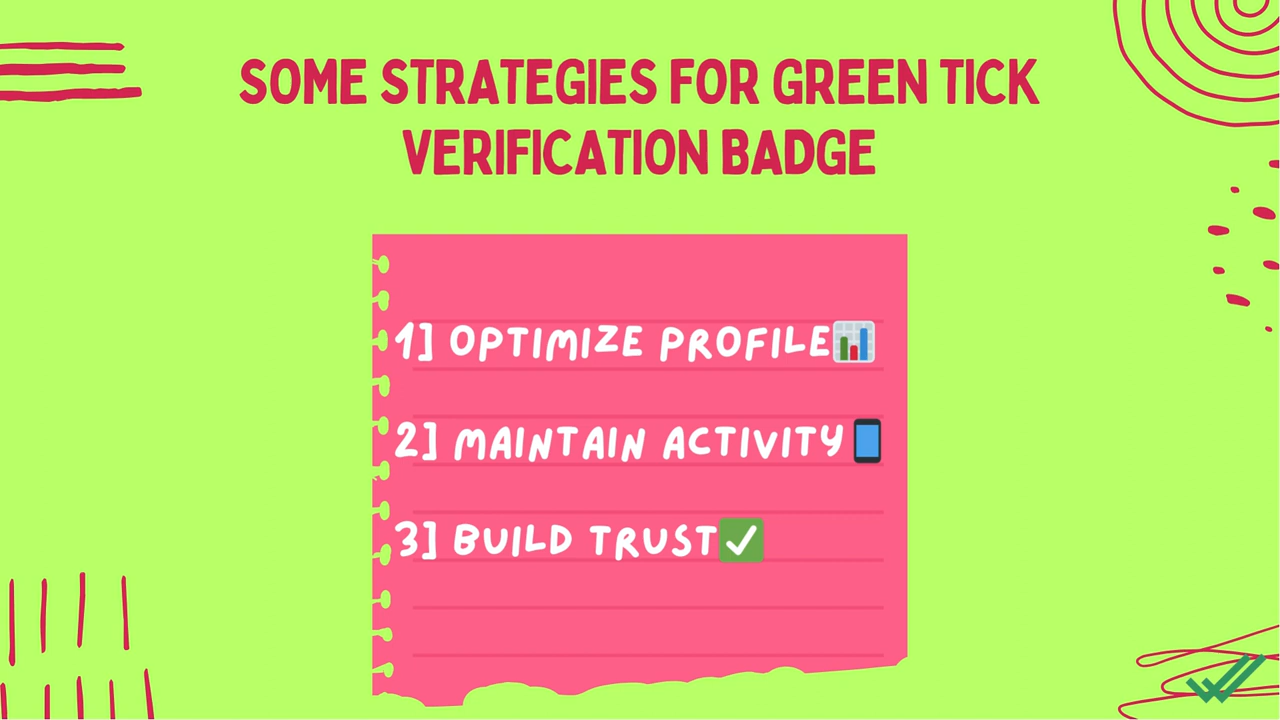 SOME STRATEGIES FOR GREEN TICK
VERIFICATION BADGE
1] OPTIMIZE PROFILE
2] MAINTAIN ACTIVITY
3] BUILD TRUST